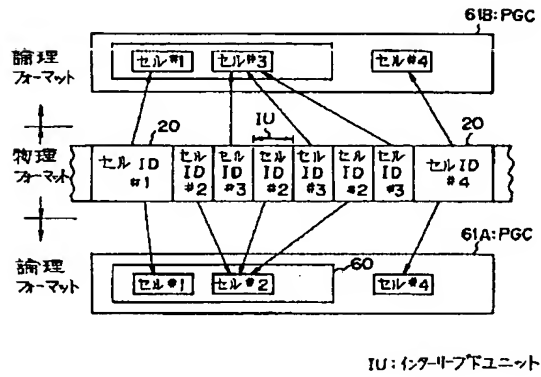 61B:PGC
論理
フォーマット
セル#1
セル#3
セル#4
IU
20
20
物理
フォーマット
セル ID #1
セル ID #2
セル ID #3
セル ID #2
セル ID #3
セル ID #2
セル ID #3
セル ID #4
61A:PGC
論理
フォーマット
60
セル#1
セル#2
セル#4
IU:インターリーブドユニット